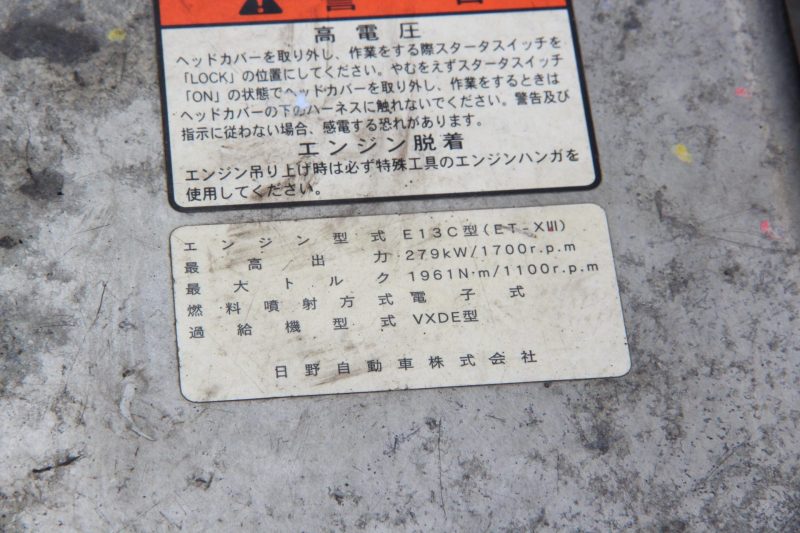 警告
高電圧
ヘッドカバーを取り外し、作業をする際スタータスイッチを
「LOCK」の位置にしてください。やむをえずスタータスイッチ
「ON」の状態でヘッドカバーを取り外し、作業をするときは
ヘッドカバーの下のハーネスに触れないでください。警告及び
指示に従わない場合、感電する恐れがあります。
エンジン脱着
エンジン吊り上げ時は必ず特殊工具のエンジンハンガを
使用してください。
エンジン型式 E13C型(ET-XⅢ)
最高出力 279kW/1700r.p.m
最大トルク 1961N·m/1100r.p.m
燃料噴射方式 電子式
過給機型式 VXDE型
日野自動車株式会社